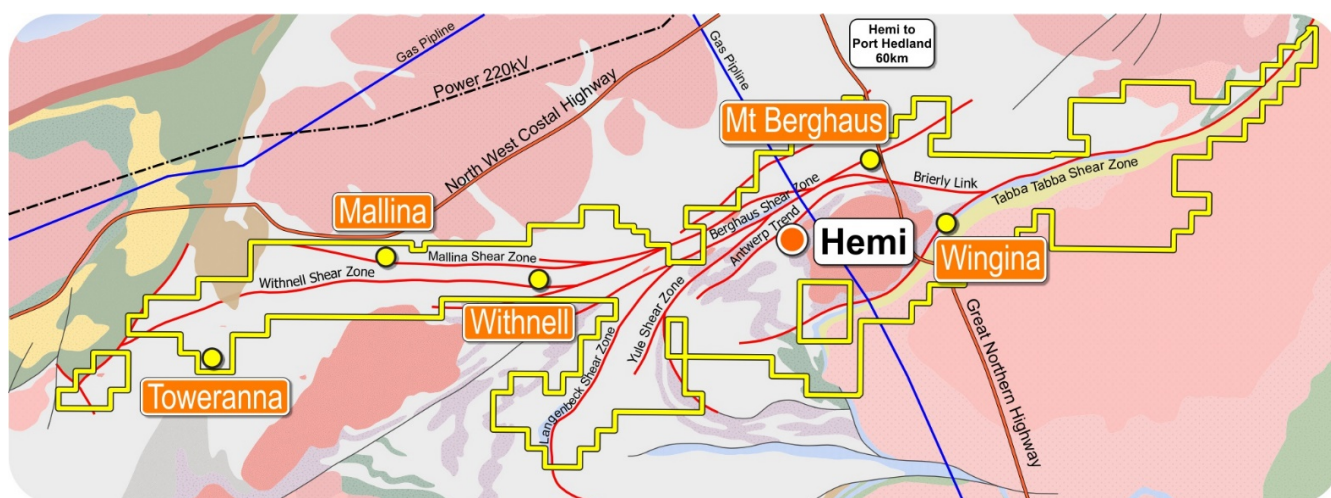 Gas Pipline
Power 220kV
North West Costal Highway
Gas Pipline
Hemi to
Port Hedland
60km
Mt Berghaus
Mallina
Brierly Link
Tabba Tabba Shear Zone
Berghaus Shear Zone
Antwerp Trend
Hemi
Wingina
Mallina Shear Zone
Withnell Shear Zone
Withnell
Yule Shear Zone
Langenbeck Shear Zone
Great Northern Highway
Toweranna